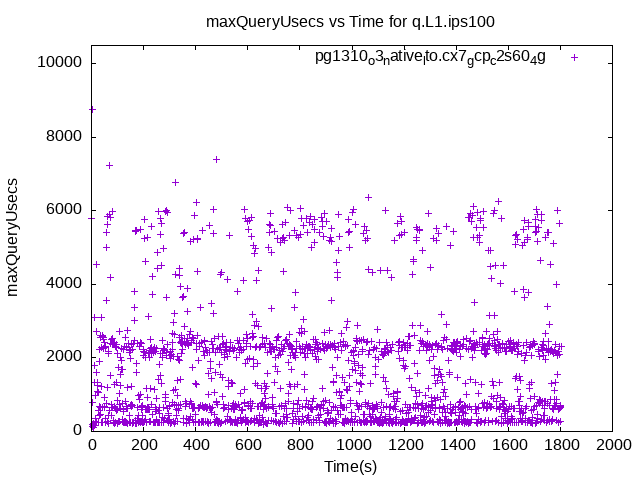 maxQueryUsecs vs Time for q.L1.ips100
pg1310o3native_lto.cx7gcpc2s604g
10000
8000
6000
4000
2000
0
maxQueryUsecs
0 200 400 600 800 1000 1200 1400 1600 1800 2000
Time(s)